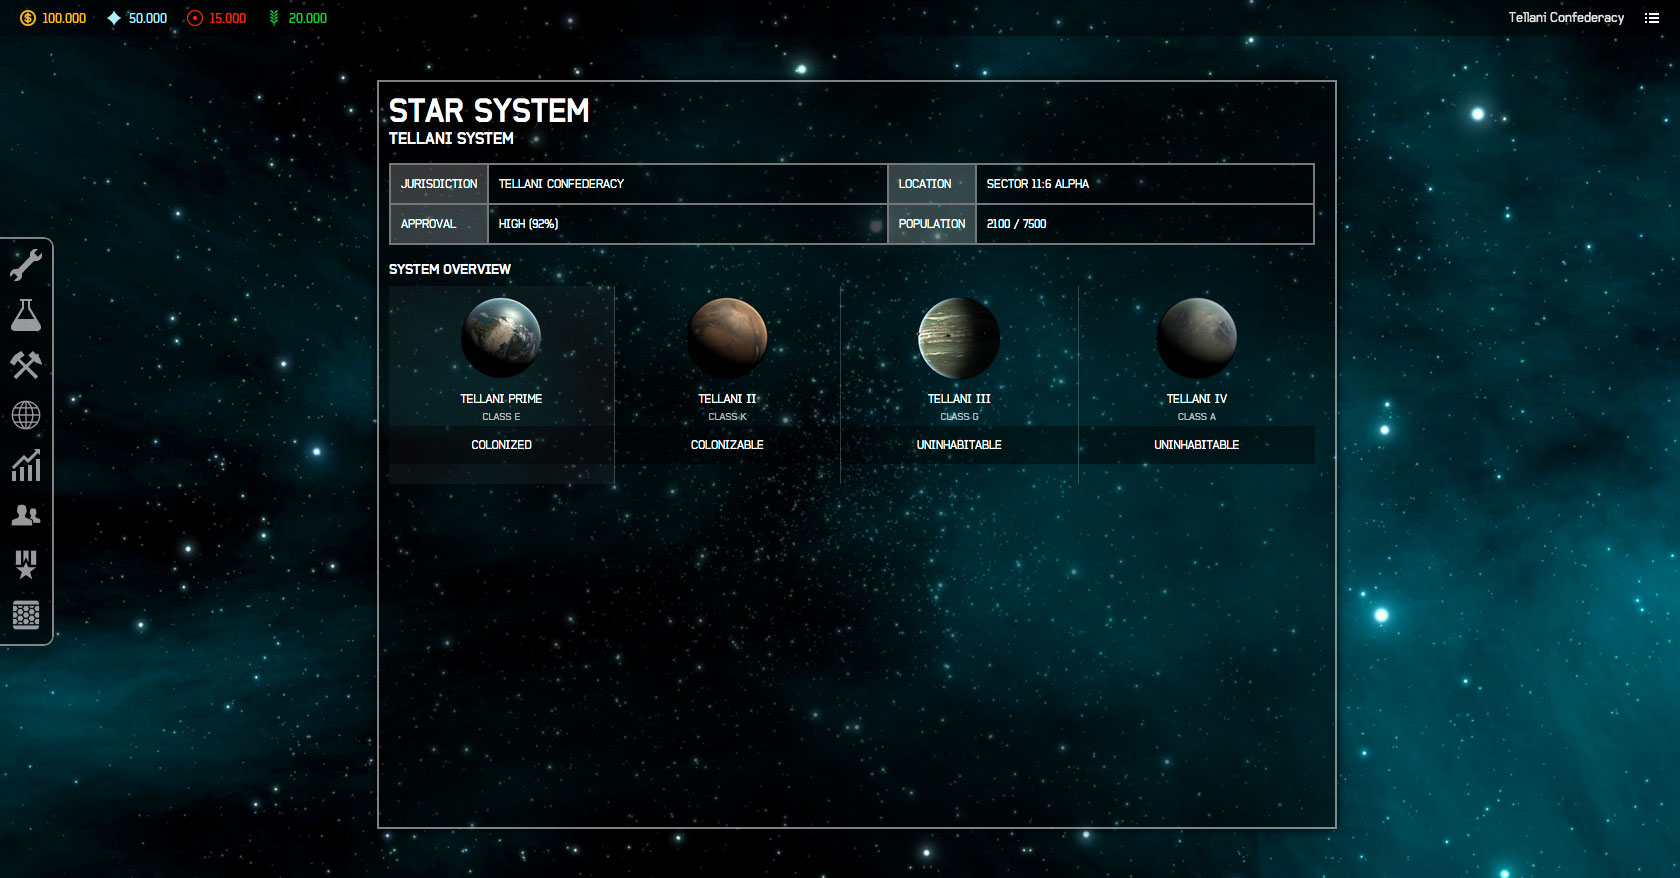 100.000 50.000 15.000 20.000 Tellani Confederacy
STAR SYSTEM
TELLANI SYSTEM
JURISDICTION TELLANI CONFEDERACY LOCATION SECTOR 11:6 ALPHA
APPROVAL HIGH (92%) POPULATION 2100 / 7500
SYSTEM OVERVIEW
TELLANI PRIME TELLANI II TELLANI III TELLANI IV
CLASS E CLASS K CLASS G CLASS A
COLONIZED COLONIZABLE UNINHABITABLE UNINHABITABLE